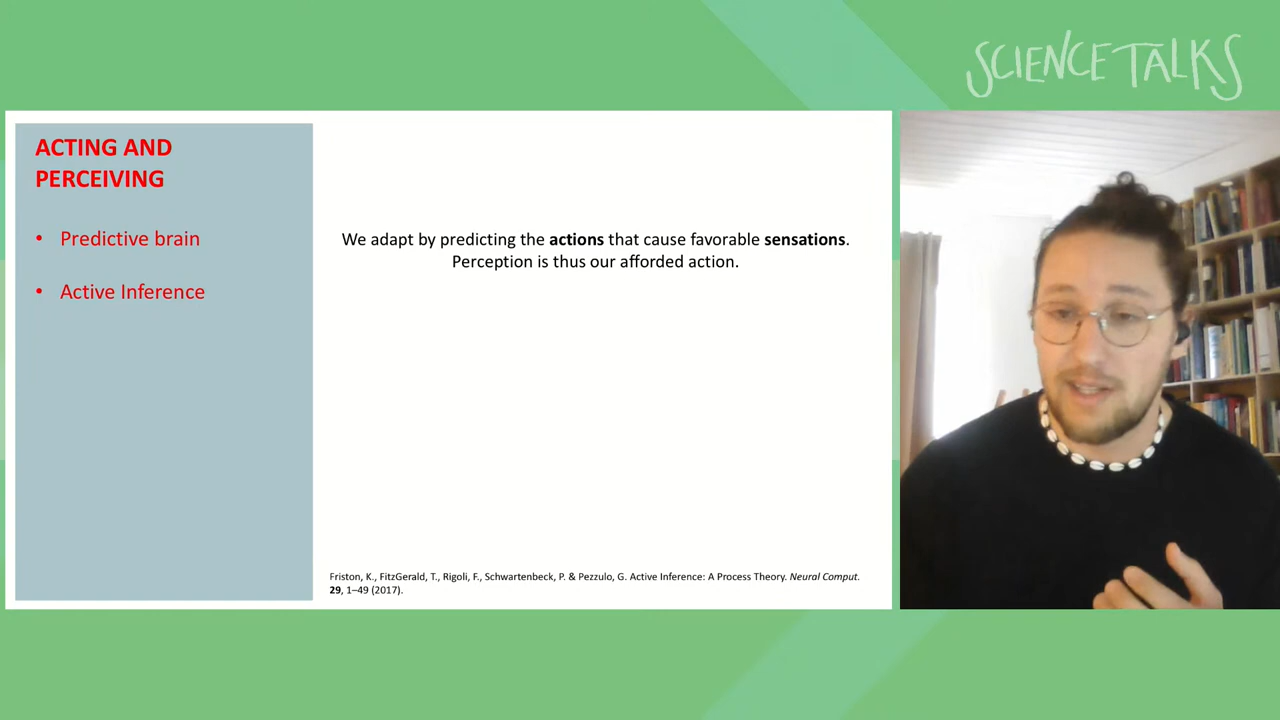 SCIENCE TALKS
ACTING AND
PERCEIVING
• Predictive brain
• Active Inference
We adapt by predicting the actions that cause favorable sensations.
Perception is thus our afforded action.
Friston, K., FitzGerald, T., Rigoli, F., Schwartenbeck, P. & Pezzulo, G. Active Inference: A Process Theory. Neural Comput.
29, 1–49 (2017).